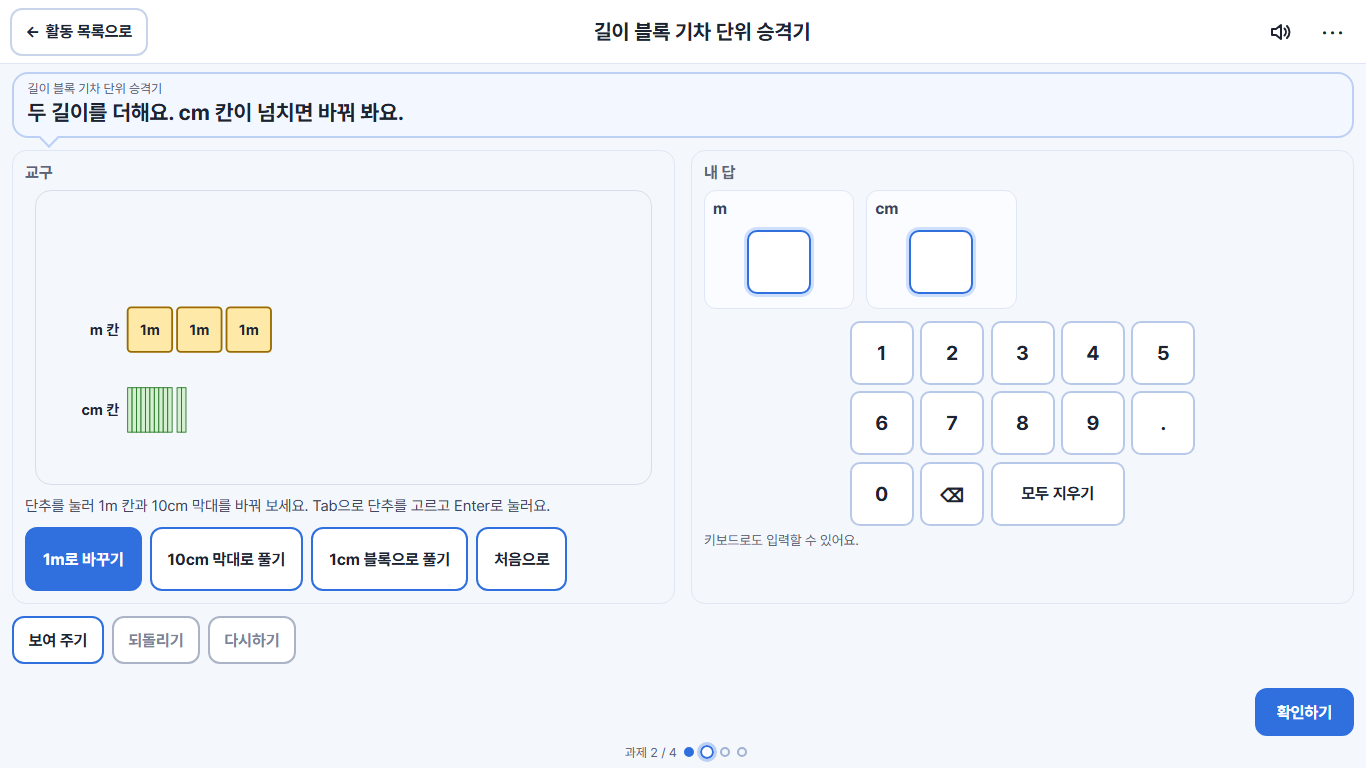 ← 활동 목록으로
길이 블록 기차 단위 승격기
길이 블록 기차 단위 승격기
두 길이를 더해요. cm 칸이 넘치면 바꿔 봐요.
교구
m 칸 1m 1m 1m
cm 칸
단추를 눌러 1m 칸과 10cm 막대를 바꿔 보세요. Tab으로 단추를 고르고 Enter로 눌러요.
1m로 바꾸기 10cm 막대로 풀기 1cm 블록으로 풀기 처음으로
내 답
m cm
1 2 3 4 5
6 7 8 9 .
0 ⌫ 모두 지우기
키보드로도 입력할 수 있어요.
보여 주기 되돌리기 다시하기
확인하기
과제 2 / 4